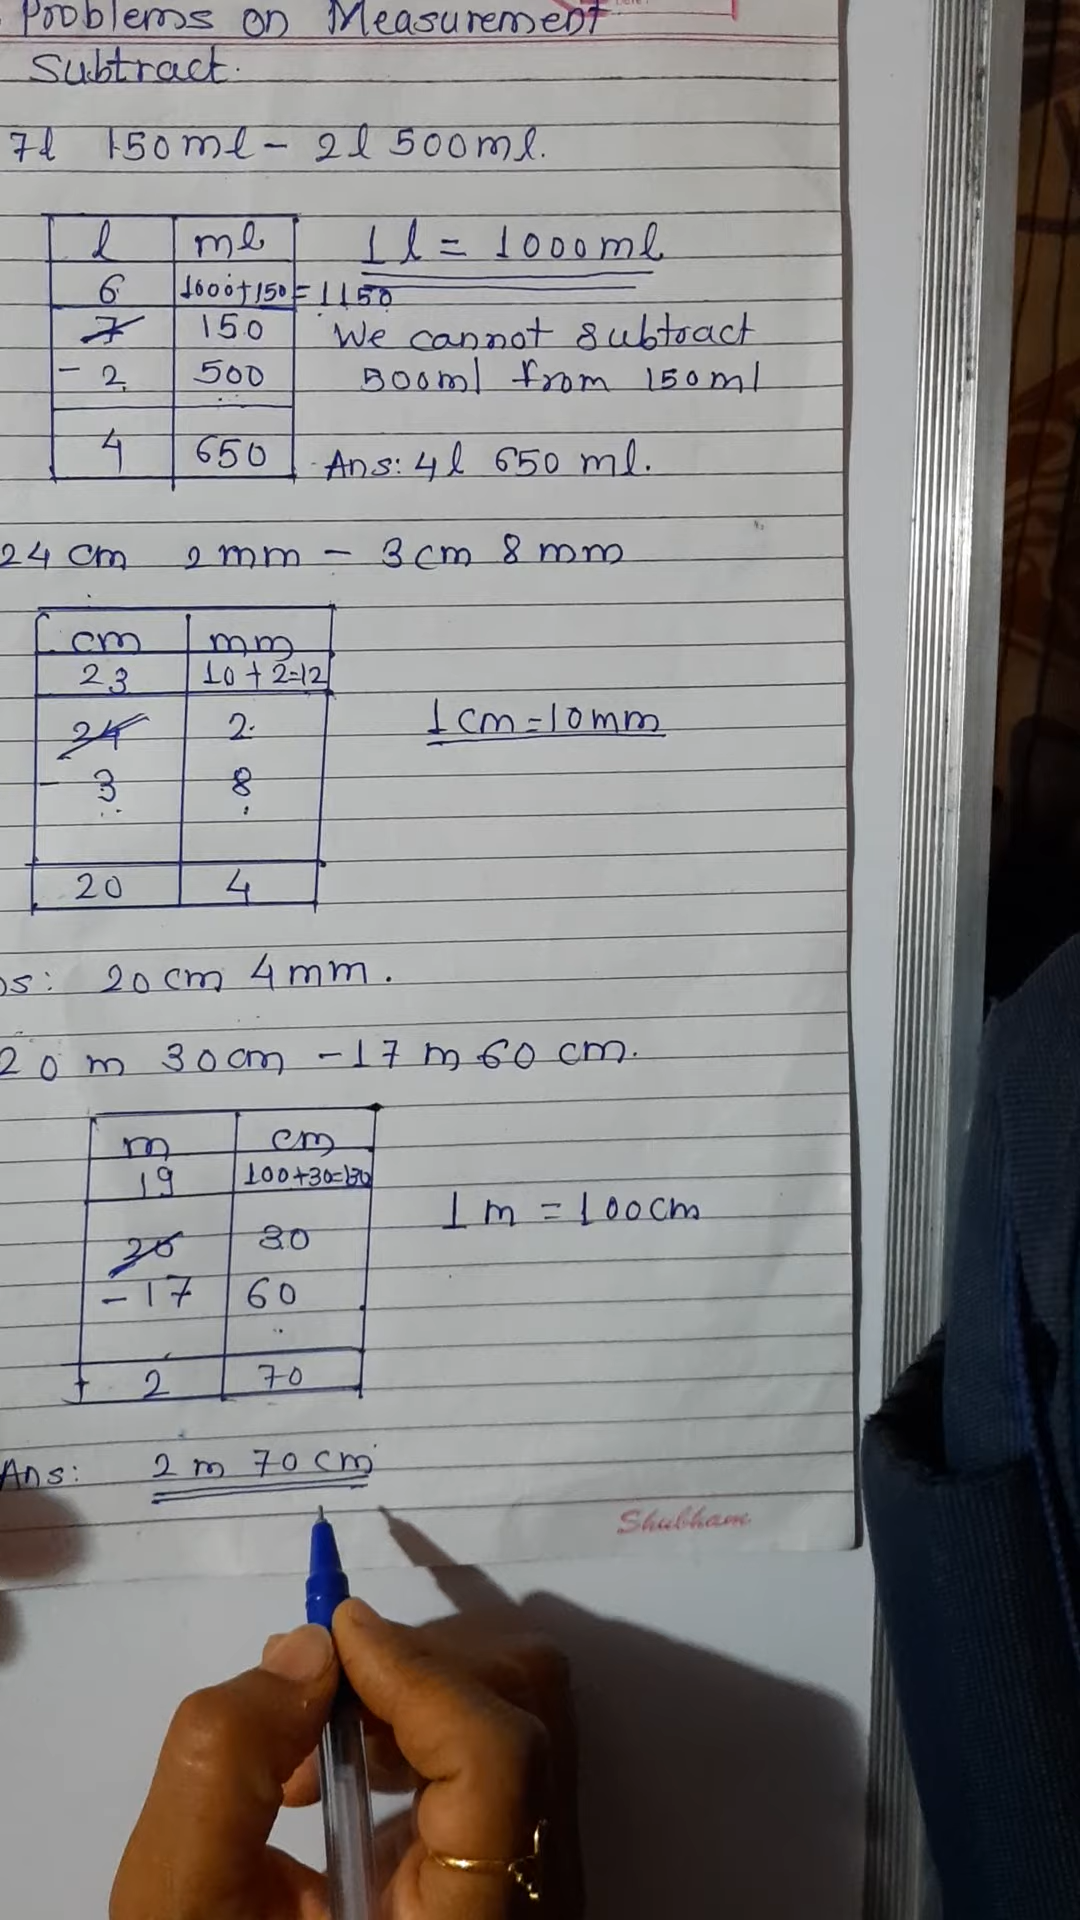 Problems on Measurement
Subtract.
7l 150ml - 2l 500ml.
l ml 1l = 1000ml
6 1000+150 = 1150
7 150 We cannot subtract
- 2 500 500ml from 150ml
4 650 Ans: 4l 650 ml.
24 cm 2mm - 3cm 8mm
cm mm
23 10+2=12
24 2 1cm=10mm
- 3 8
20 4
s: 20cm 4mm.
20 m 30cm -17 m 60 cm.
m cm
19 100+30=130
20 30 1 m = 100cm
- 17 60
2 70
Ans: 2 m 70 cm
Shubham